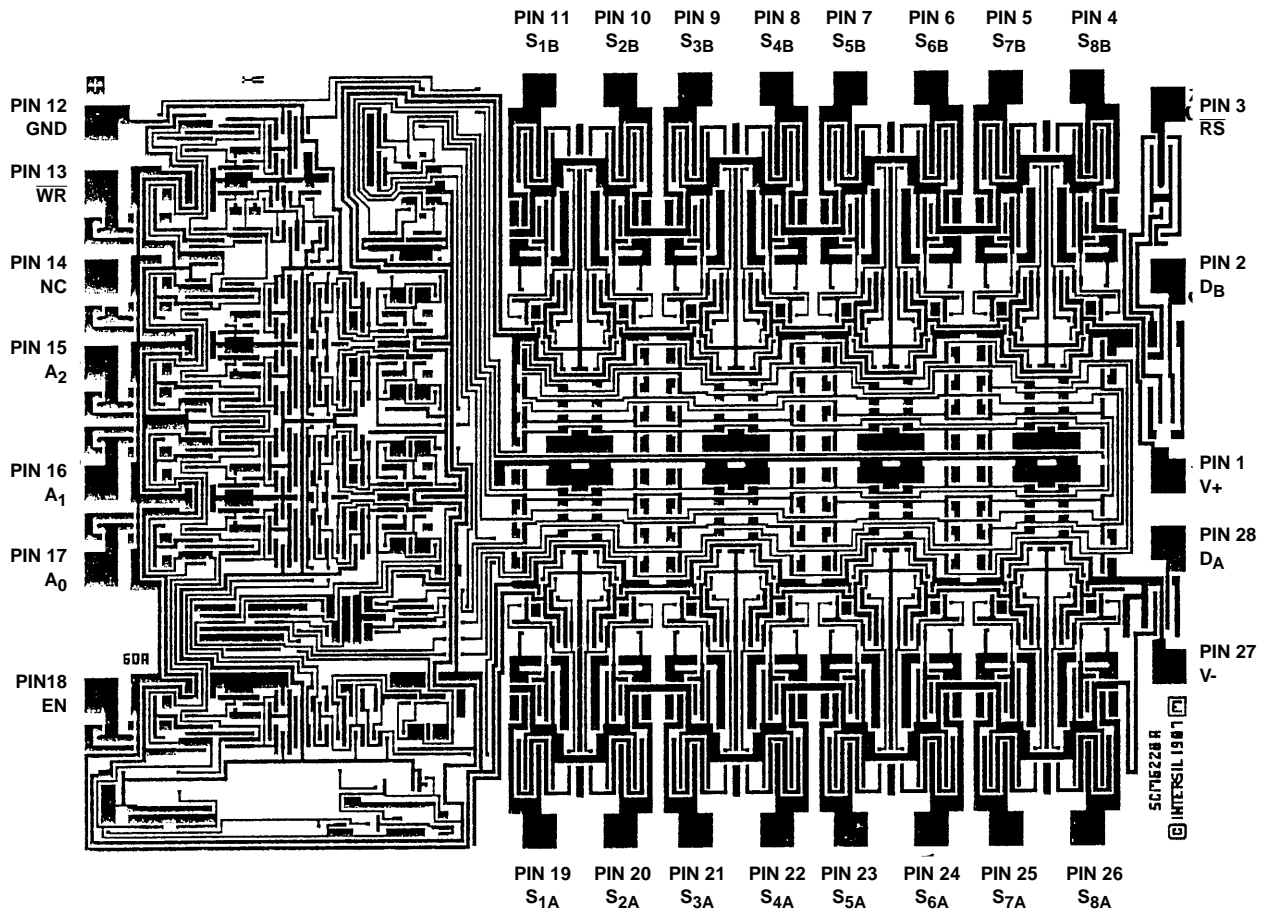 PIN 11 PIN 10 PIN 9 PIN 8 PIN 7 PIN 6 PIN 5 PIN 4
S1B S2B S3B S4B S5B S6B S7B S8B
PIN 12
GND
PIN 13
WR
PIN 14
NC
PIN 15
A2
PIN 16
A1
PIN 17
A0
PIN18
EN
PIN 3
RS
PIN 2
DB
PIN 1
V+
PIN 28
DA
PIN 27
V-
© INTERSIL 1987 M
PIN 19 PIN 20 PIN 21 PIN 22 PIN 23 PIN 24 PIN 25 PIN 26
S1A S2A S3A S4A S5A S6A S7A S8A